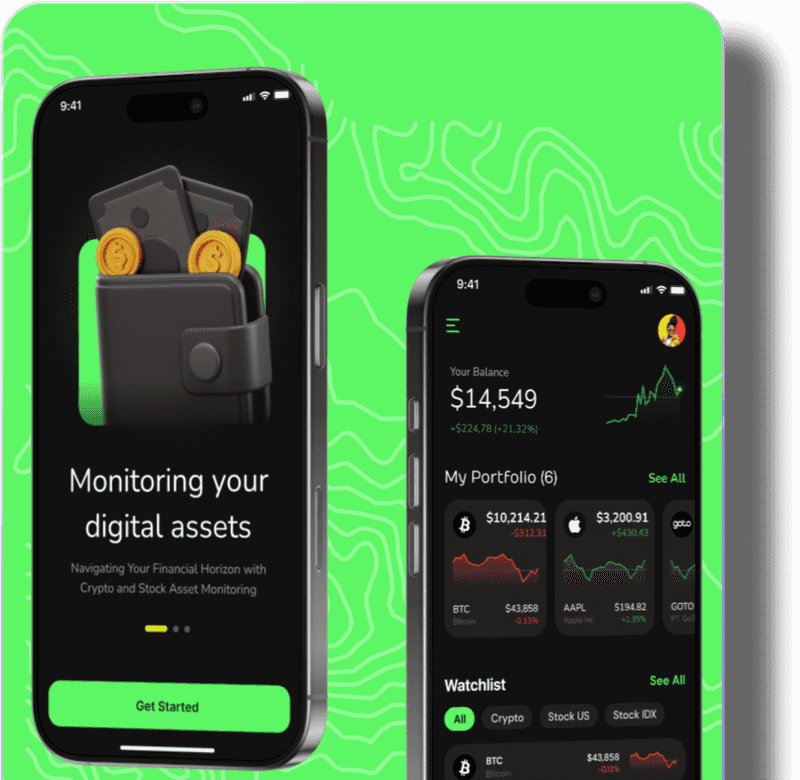 9:41
Monitoring your
digital assets
Navigating Your Financial Horizon with
Crypto and Stock Asset Monitoring
Get Started
9:41
Your Balance
$14,549
+$224,78 (+21,32%)
My Portfolio (6)
See All
$10,214.21
-$312.31
BTC
$43,858
Bitcoin
-0.13%
$3,200.91
+$430.43
AAPL
$194.82
Apple Inc
+1.35%
goto
GOTO
PT. GoT
Watchlist
See All
All
Crypto
Stock US
Stock IDX
BTC
$43,858
Bitcoin
-0.13%